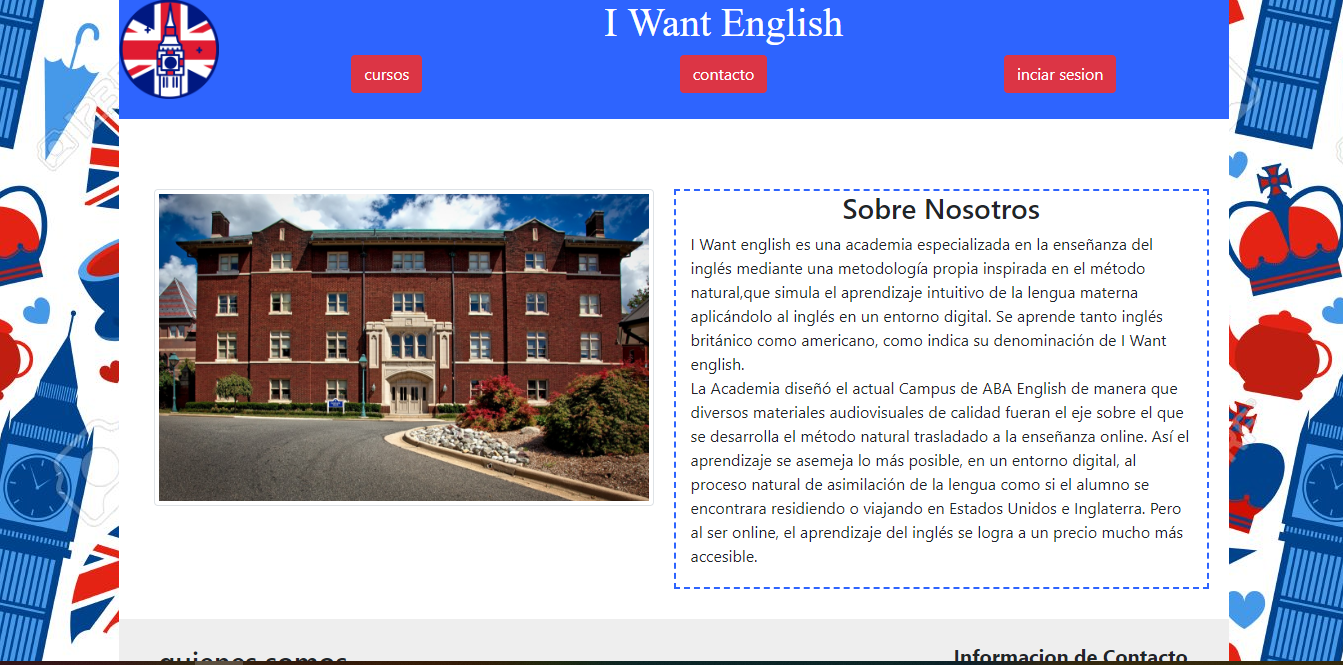 I Want English
cursos
contacto
inciar sesion
Sobre Nosotros
I Want english es una academia especializada en la enseñanza del
inglés mediante una metodología propia inspirada en el método
natural,que simula el aprendizaje intuitivo de la lengua materna
aplicándolo al inglés en un entorno digital. Se aprende tanto inglés
británico como americano, como indica su denominación de I Want
english.
La Academia diseñó el actual Campus de ABA English de manera que
diversos materiales audiovisuales de calidad fueran el eje sobre el que
se desarrolla el método natural trasladado a la enseñanza online. Así el
aprendizaje se asemeja lo más posible, en un entorno digital, al
proceso natural de asimilación de la lengua como si el alumno se
encontrara residiendo o viajando en Estados Unidos e Inglaterra. Pero
al ser online, el aprendizaje del inglés se logra a un precio mucho más
accesible.
quienes somos
Informacion de Contacto